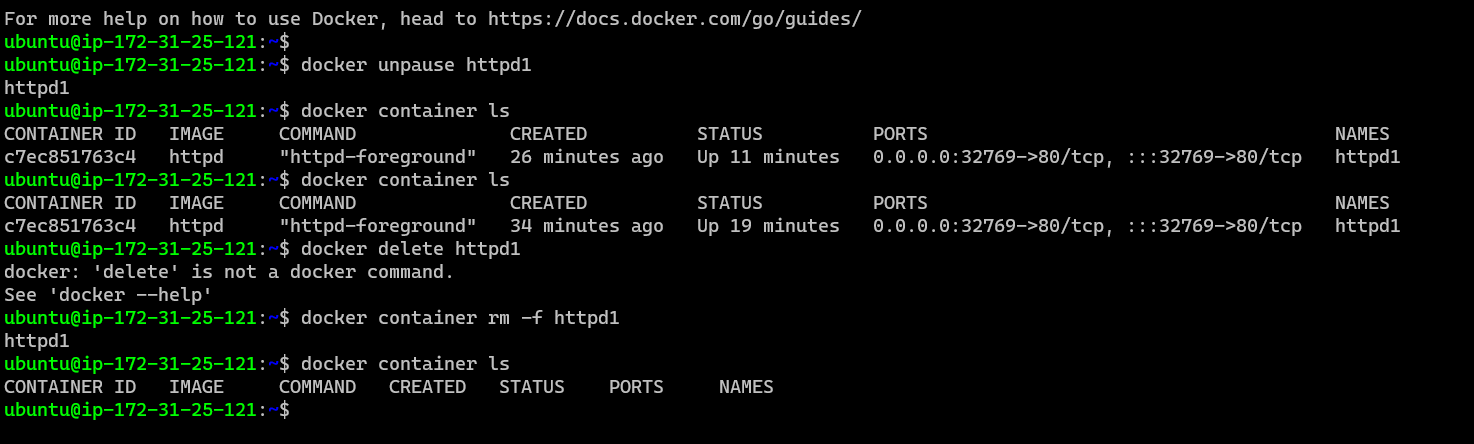 For more help on how to use Docker, head to https://docs.docker.com/go/guides/
ubuntu@ip-172-31-25-121:~$
ubuntu@ip-172-31-25-121:~$ docker unpause httpd1
httpd1
ubuntu@ip-172-31-25-121:~$ docker container ls
CONTAINER ID   IMAGE     COMMAND              CREATED          STATUS          PORTS                                     NAMES
c7ec851763c4   httpd     "httpd-foreground"   26 minutes ago   Up 11 minutes   0.0.0.0:32769->80/tcp, :::32769->80/tcp   httpd1
ubuntu@ip-172-31-25-121:~$ docker container ls
CONTAINER ID   IMAGE     COMMAND              CREATED          STATUS          PORTS                                     NAMES
c7ec851763c4   httpd     "httpd-foreground"   34 minutes ago   Up 19 minutes   0.0.0.0:32769->80/tcp, :::32769->80/tcp   httpd1
ubuntu@ip-172-31-25-121:~$ docker delete httpd1
docker: 'delete' is not a docker command.
See 'docker --help'
ubuntu@ip-172-31-25-121:~$ docker container rm -f httpd1
httpd1
ubuntu@ip-172-31-25-121:~$ docker container ls
CONTAINER ID   IMAGE     COMMAND   CREATED   STATUS    PORTS     NAMES
ubuntu@ip-172-31-25-121:~$